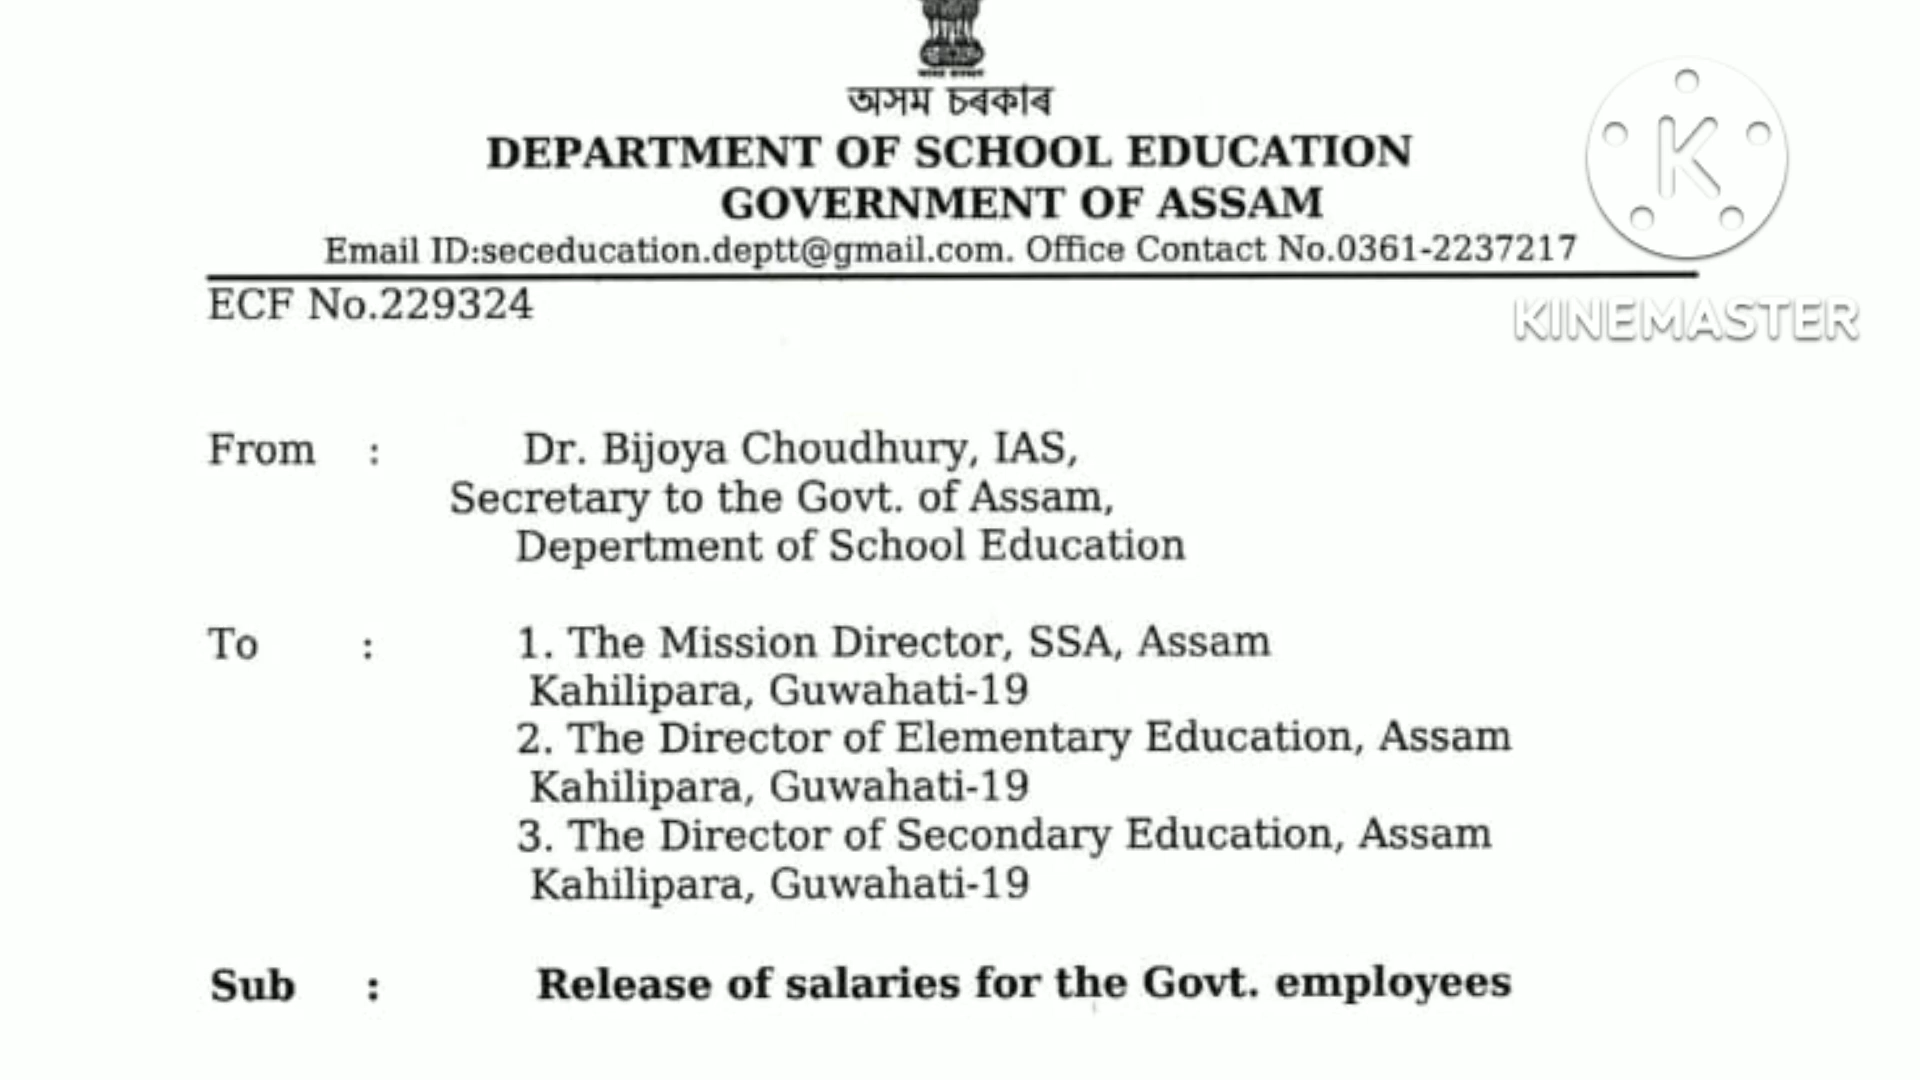 অসম চৰকাৰ
DEPARTMENT OF SCHOOL EDUCATION
GOVERNMENT OF ASSAM
Email ID:seceducation.deptt@gmail.com. Office Contact No.0361-2237217
ECF No.229324
K
KINEMASTER
From : Dr. Bijoya Choudhury, IAS,
Secretary to the Govt. of Assam,
Depertment of School Education
To : 1. The Mission Director, SSA, Assam
Kahilipara, Guwahati-19
2. The Director of Elementary Education, Assam
Kahilipara, Guwahati-19
3. The Director of Secondary Education, Assam
Kahilipara, Guwahati-19
Sub : Release of salaries for the Govt. employees